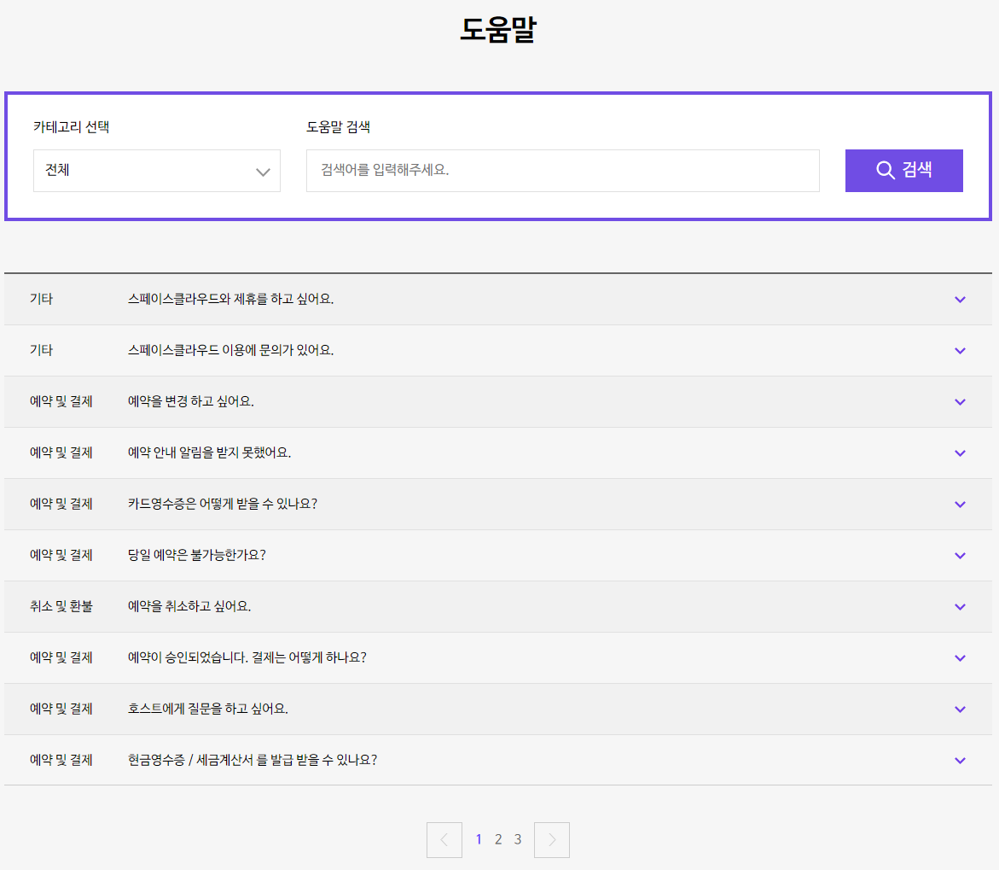 도움말
카테고리 선택
도움말 검색
전체
검색어를 입력해주세요.
검색
기타 스페이스클라우드와 제휴를 하고 싶어요.
기타 스페이스클라우드 이용에 문의가 있어요.
예약 및 결제 예약을 변경 하고 싶어요.
예약 및 결제 예약 안내 알림을 받지 못했어요.
예약 및 결제 카드영수증은 어떻게 받을 수 있나요?
예약 및 결제 당일 예약은 불가능한가요?
취소 및 환불 예약을 취소하고 싶어요.
예약 및 결제 예약이 승인되었습니다. 결제는 어떻게 하나요?
예약 및 결제 호스트에게 질문을 하고 싶어요.
예약 및 결제 현금영수증 / 세금계산서 를 발급 받을 수 있나요?
1 2 3